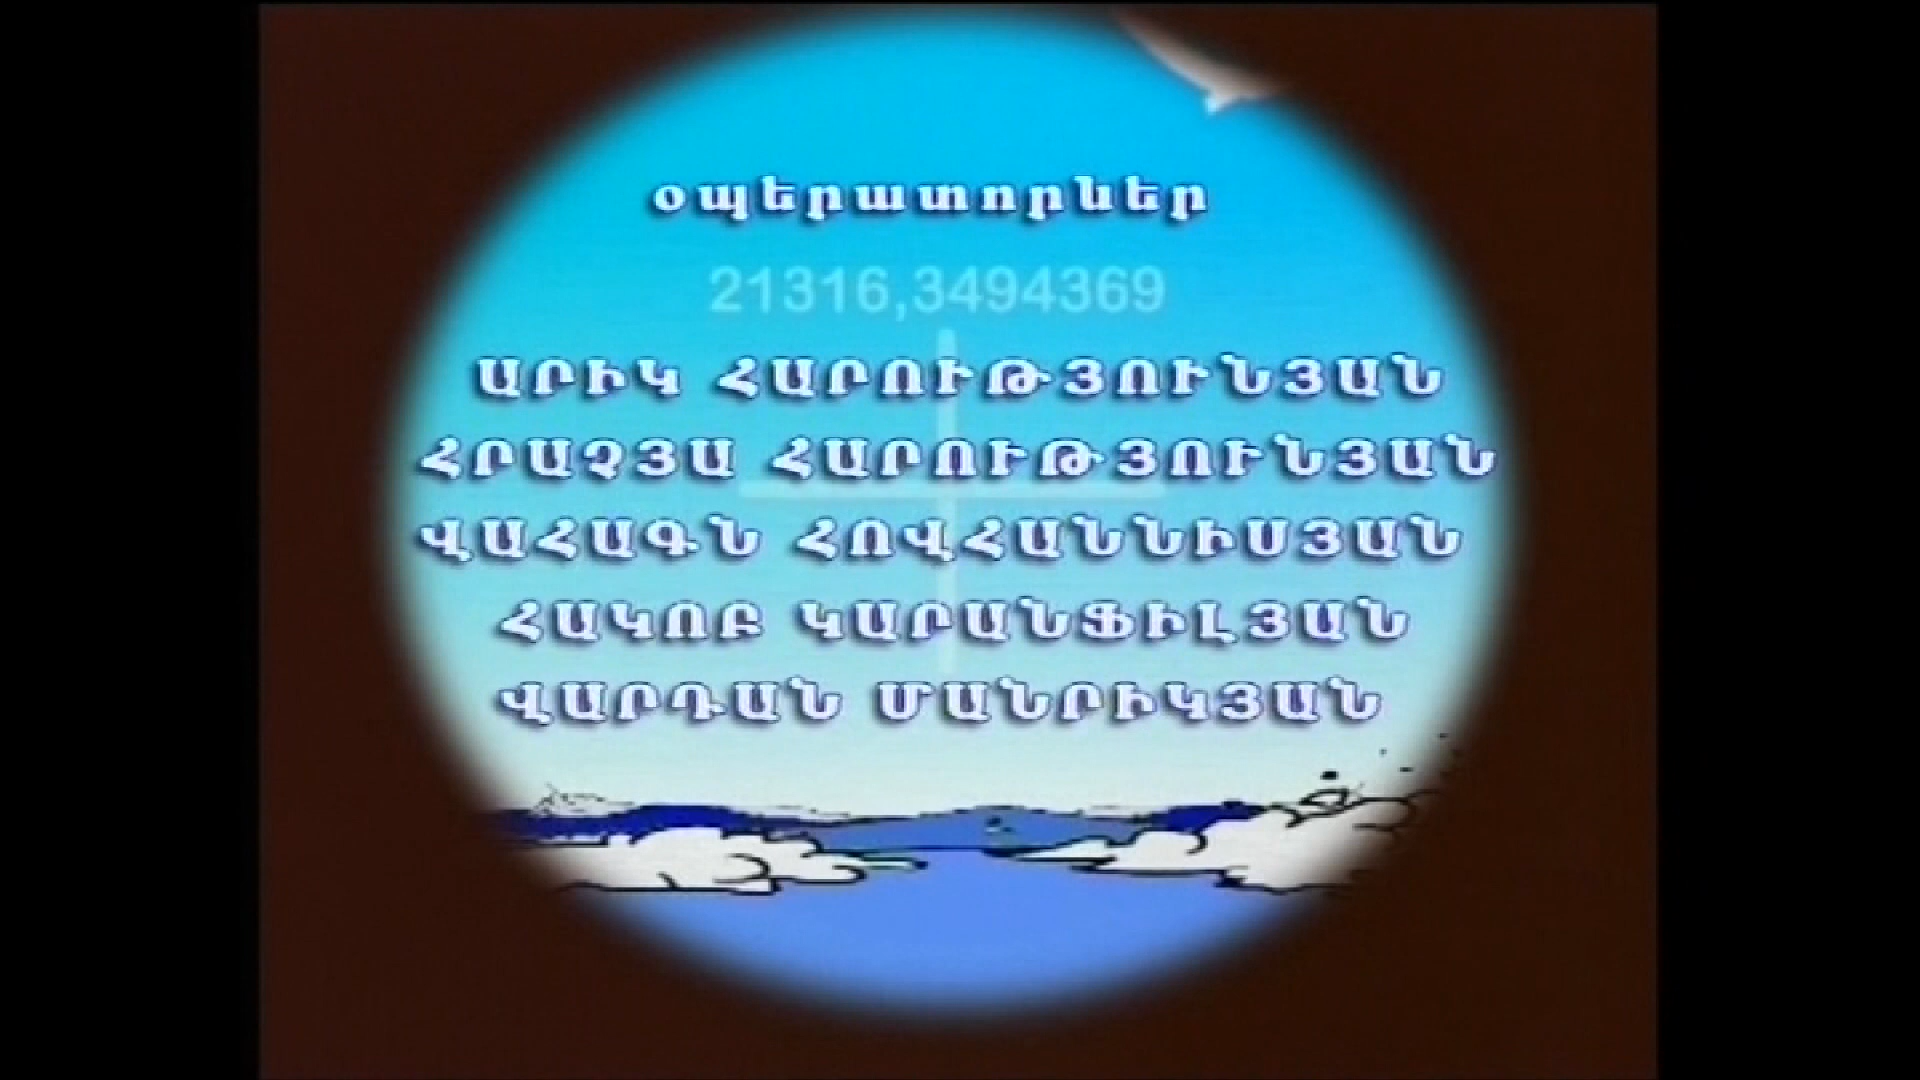 օպերատորներ
21316,3494369
ԱՐԻԿ ՀԱՐՈՒԹՅՈՒՆՅԱՆ
ՀՐԱՉՅԱ ՀԱՐՈՒԹՅՈՒՆՅԱՆ
ՎԱՀԱԳՆ ՀՈՎՀԱՆՆԻՍՅԱՆ
ՀԱԿՈԲ ԿԱՐԱՆՖԻԼՅԱՆ
ՎԱՐԴԱՆ ՄԱՆՐԻԿՅԱՆ